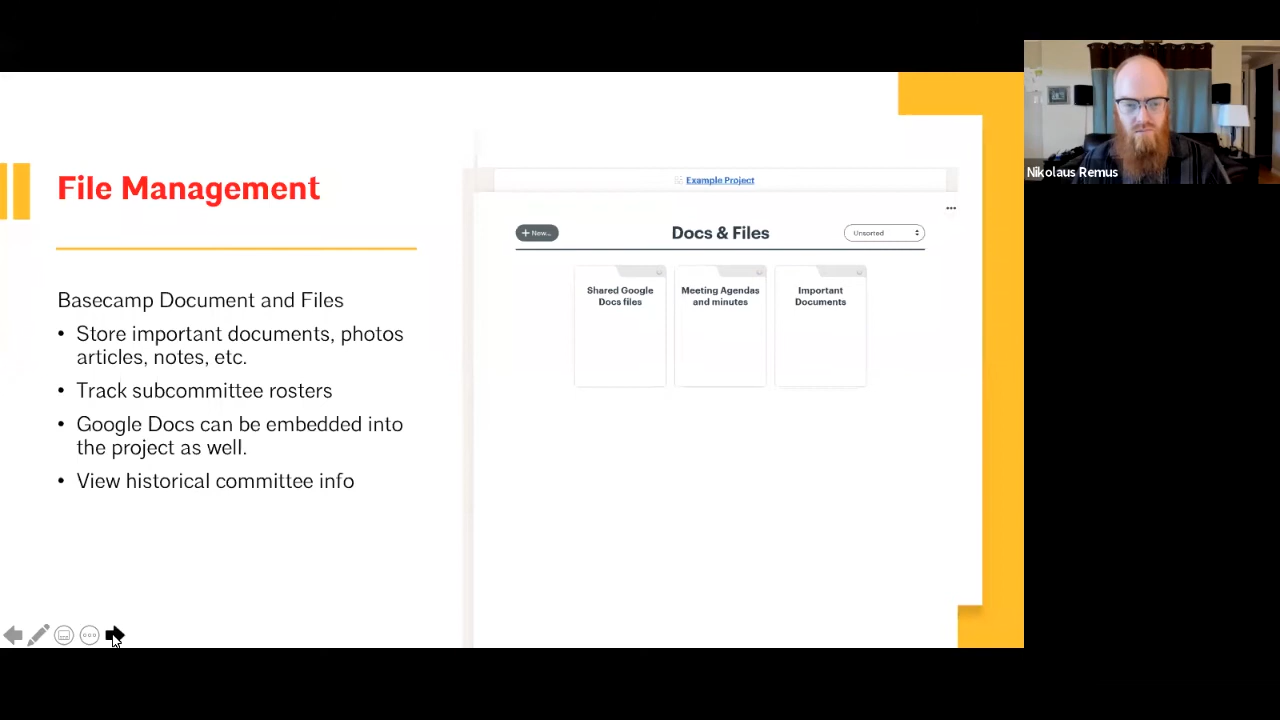 File Management
Basecamp Document and Files
• Store important documents, photos
articles, notes, etc.
• Track subcommittee rosters
• Google Docs can be embedded into
the project as well.
• View historical committee info
Example Project
+ New...
Docs & Files
Unsorted
Shared Google
Docs files
Meeting Agendas
and minutes
Important
Documents
Nikolaus Remus